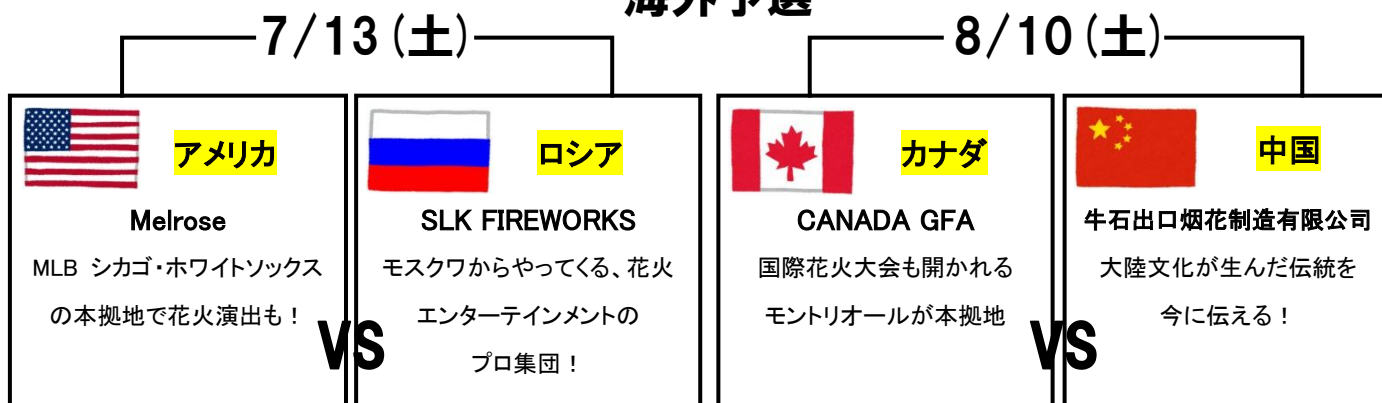 海外予選
7/13(土)
8/10(土)
アメリカ
Melrose
MLB シカゴ・ホワイトソックス
の本拠地で花火演出も！
VS
ロシア
SLK FIREWORKS
モスクワからやってくる、花火
エンターテインメントの
プロ集団！
カナダ
CANADA GFA
国際花火大会も開かれる
モントリオールが本拠地
VS
中国
牛石出口烟花制造有限公司
大陸文化が生んだ伝統を
今に伝える！